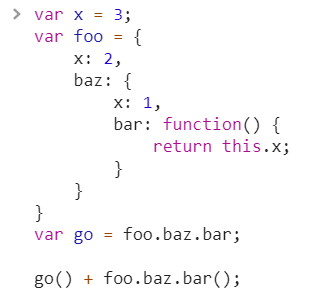 > var x = 3;
var foo = {
    x: 2,
    baz: {
        x: 1,
        bar: function() {
            return this.x;
        }
    }
}
var go = foo.baz.bar;

go() + foo.baz.bar();